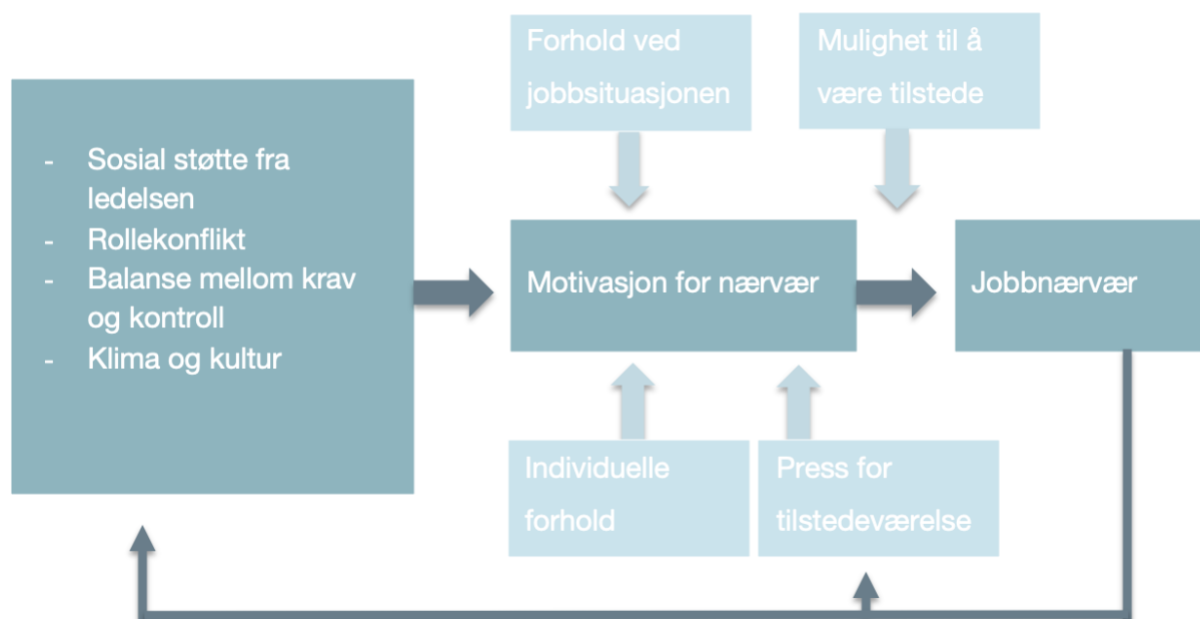 - Sosial støtte fra
ledelsen
- Rollekonflikt
- Balanse mellom krav
og kontroll
- Klima og kultur
Forhold ved
jobbsituasjonen
Mulighet til å
være tilstede
Motivasjon for nærvær
Jobbnærvær
Individuelle
forhold
Press for
tilstedeværelse